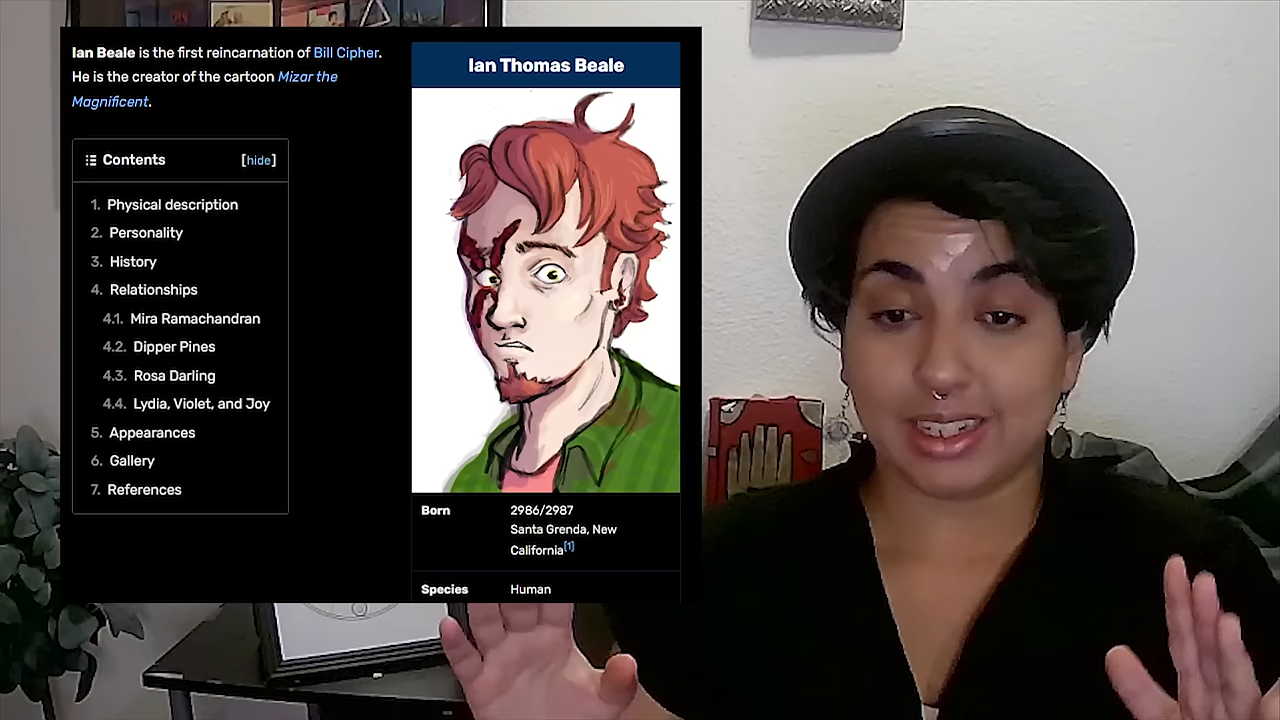 Ian Beale is the first reincarnation of Bill Cipher.
He is the creator of the cartoon Mizar the
Magnificent.
Contents [hide]
1. Physical description
2. Personality
3. History
4. Relationships
4.1. Mira Ramachandran
4.2. Dipper Pines
4.3. Rosa Darling
4.4. Lydia, Violet, and Joy
5. Appearances
6. Gallery
7. References
Ian Thomas Beale
Born 2986/2987
Santa Grenda, New
California[1]
Species Human